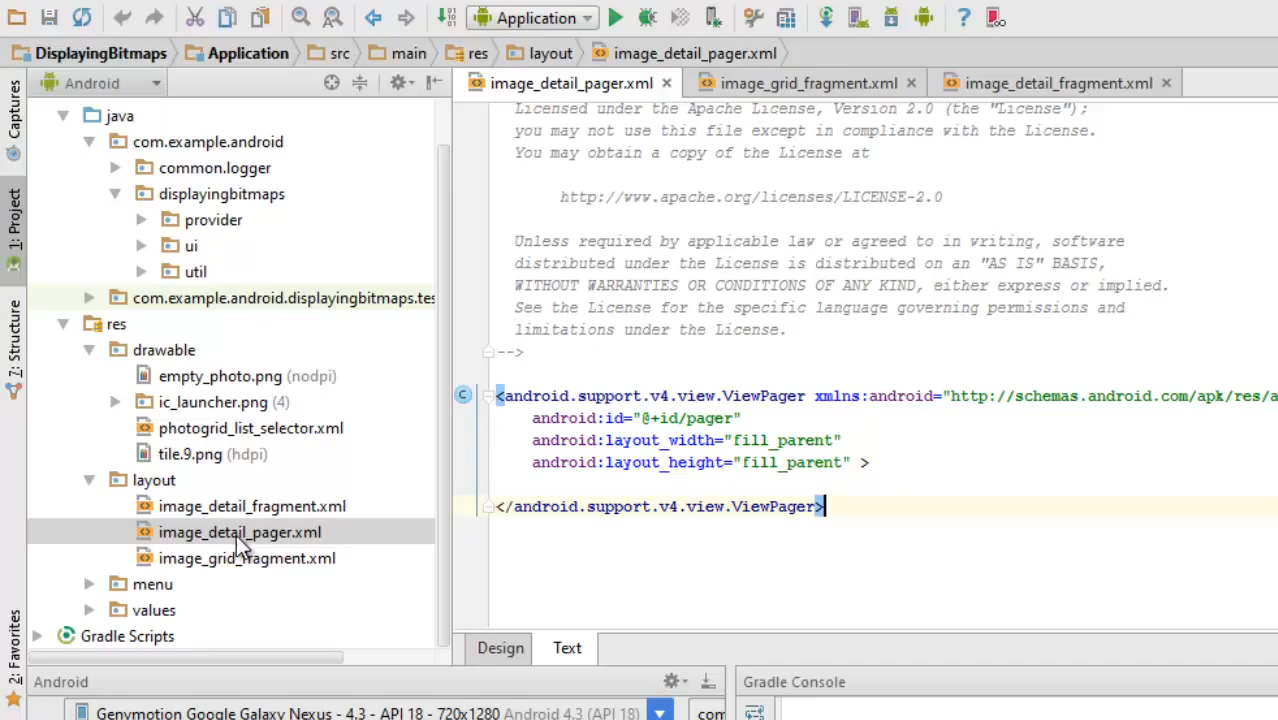 Application
DisplayingBitmaps Application src main res layout image_detail_pager.xml
Android
image_detail_pager.xml image_grid_fragment.xml image_detail_fragment.xml
Captures
1: Project
7: Structure
2: Favorites
java
com.example.android
common.logger
displayingbitmaps
provider
ui
util
com.example.android.displayingbitmaps.tes
res
drawable
empty_photo.png (nodpi)
ic_launcher.png (4)
photogrid_list_selector.xml
tile.9.png (hdpi)
layout
image_detail_fragment.xml
image_detail_pager.xml
image_grid_fragment.xml
menu
values
Gradle Scripts
Licensed under the Apache License, Version 2.0 (the "License");
you may not use this file except in compliance with the License.
You may obtain a copy of the License at
http://www.apache.org/licenses/LICENSE-2.0
Unless required by applicable law or agreed to in writing, software
distributed under the License is distributed on an "AS IS" BASIS,
WITHOUT WARRANTIES OR CONDITIONS OF ANY KIND, either express or implied.
See the License for the specific language governing permissions and
limitations under the License.
-->
<android.support.v4.view.ViewPager xmlns:android="http://schemas.android.com/apk/res/a
android:id="@+id/pager"
android:layout_width="fill_parent"
android:layout_height="fill_parent" >
</android.support.v4.view.ViewPager>
Design Text
Android
Gradle Console
Genymotion Google Galaxy Nexus - 4.3 - API 18 - 720x1280 Android 4.3 (API 18)
com